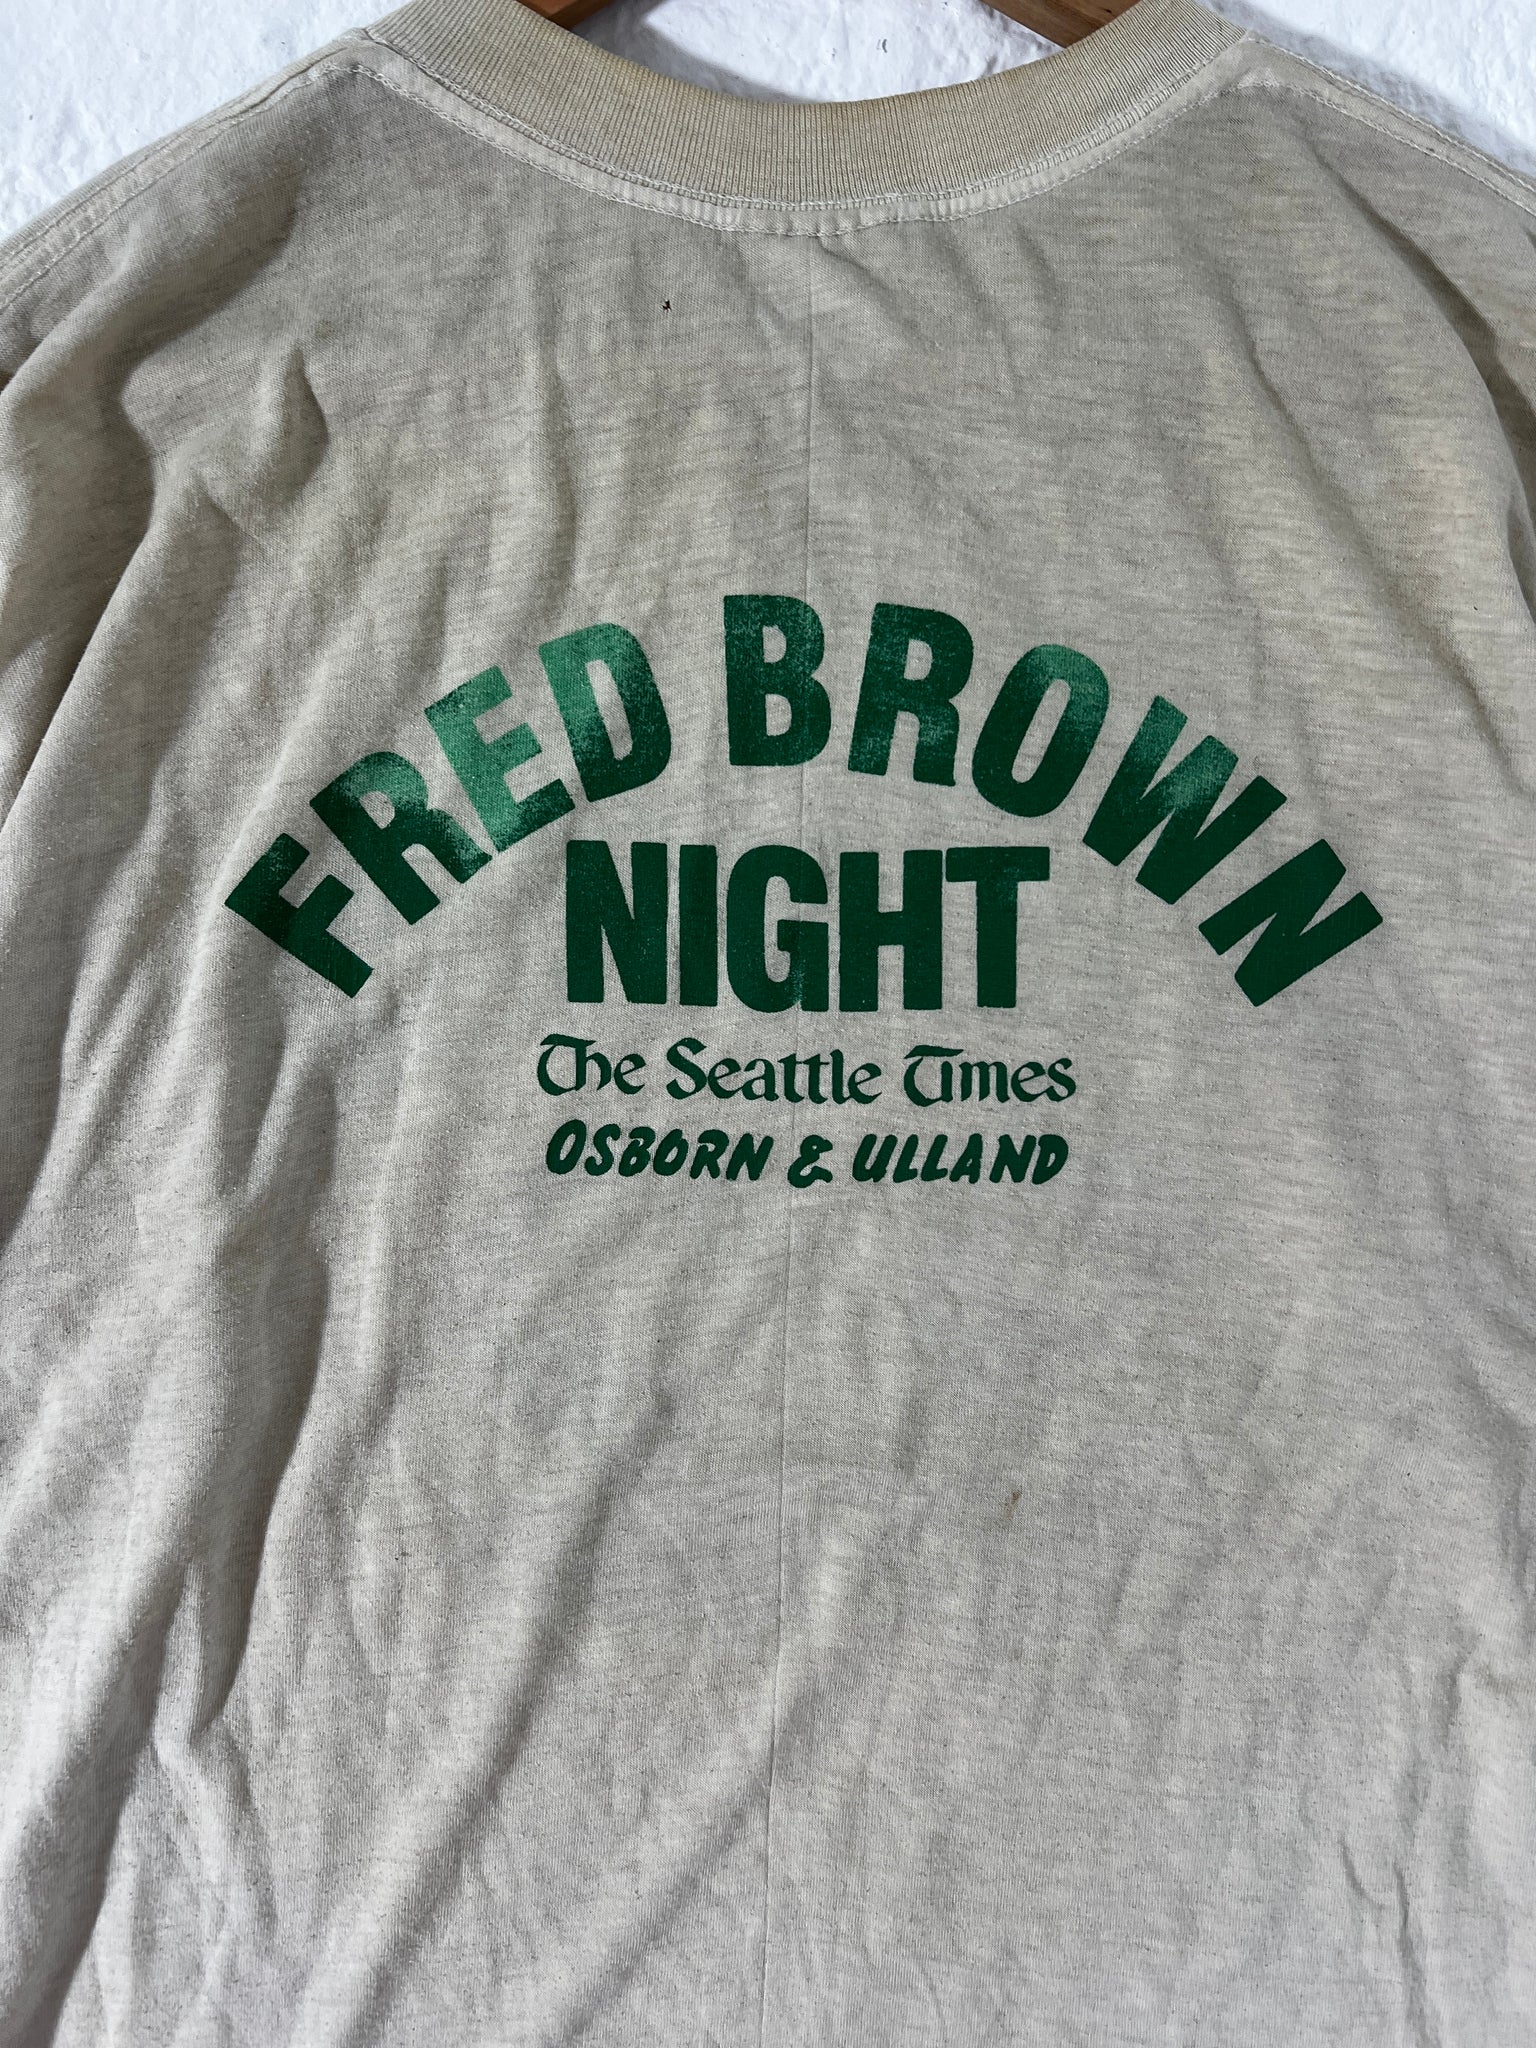 FRED BROWN
NIGHT
The Seattle Times
OSBORN & ULLAND